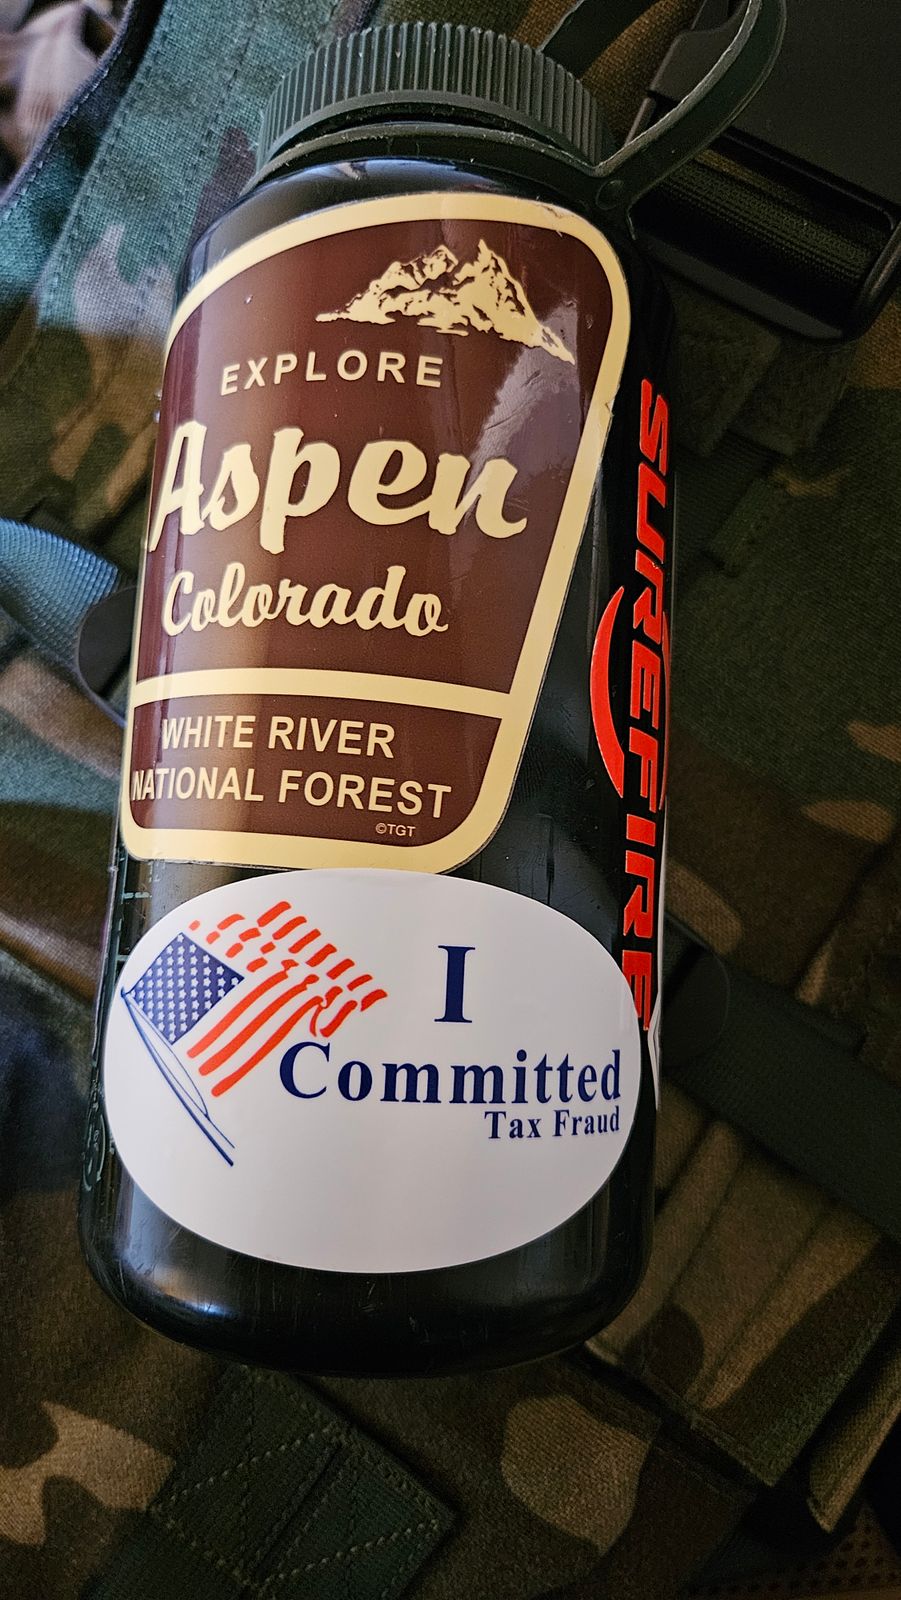 EXPLORE
Aspen
Colorado
WHITE RIVER
NATIONAL FOREST
©TGT
SUREFIRE
I
Committed
Tax Fraud